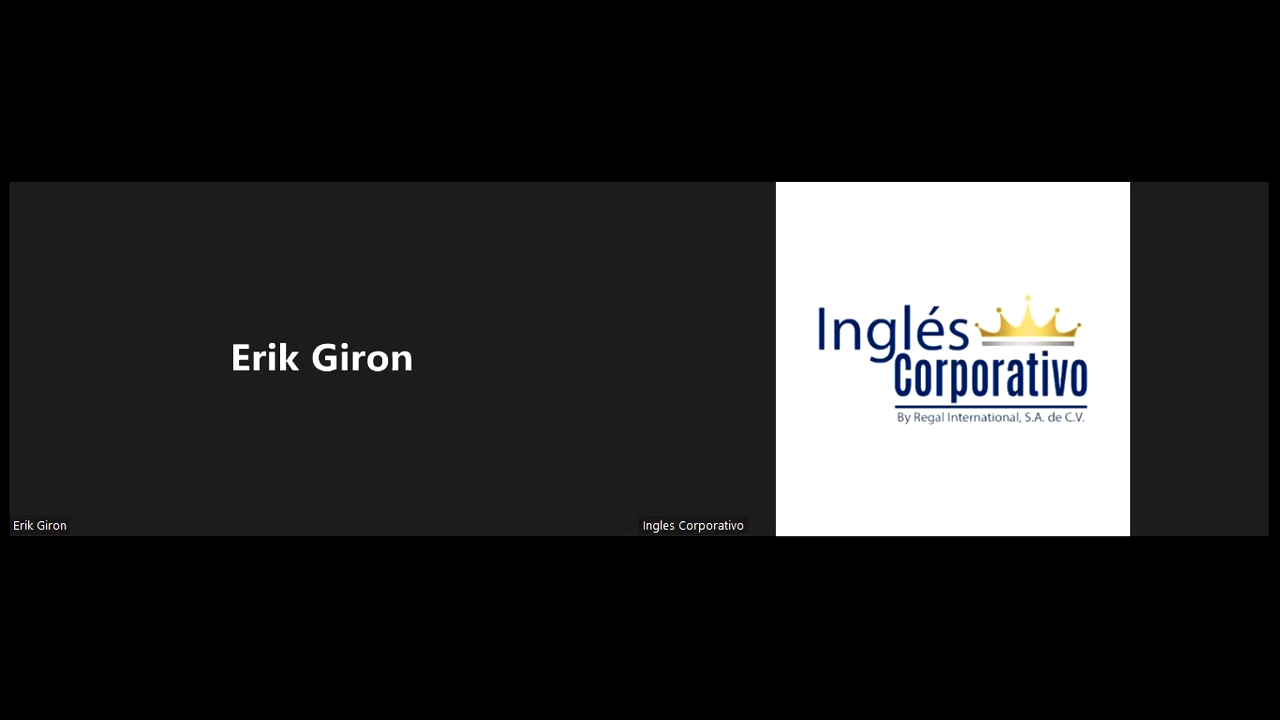 Erik Giron
Erik Giron
Inglés
Corporativo
By Regal International, S.A. de C.V.
Ingles Corporativo